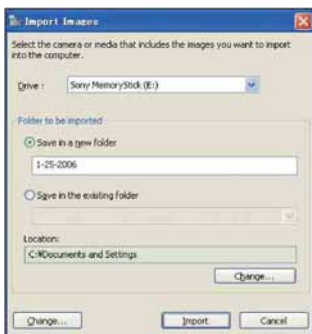 Import Images
Select the camera or media that includes the images you want to import
into the computer.
Drive : Sony MemoryStick (E:)
Folder to be imported
Save in a new folder
1-25-2006
Save in the existing folder
Location:
C:¥Documents and Settings
Change...
Change... Import Cancel